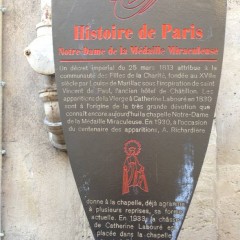 Histoire de Paris
Notre-Dame de la Médaille Miraculeuse
Un décret impérial du 25 mars 1813 attribue à la
communauté des Filles de la Charité, fondée au XVIIe
siècle par Louise de Marillac sous l'inspiration de saint
Vincent de Paul, l'ancien hôtel de Châtillon. Les
apparitions de la Vierge à Catherine Labouré en 1830
sont à l'origine de la très grande dévotion que
connaît encore aujourd'hui la chapelle Notre-Dame
de la Médaille Miraculeuse. En 1930, à l'occasion
du centenaire des apparitions, A. Richardière
donne à la chapelle, déjà agrandie
à plusieurs reprises, sa forme
actuelle. En 1933, la châsse
de Catherine Labouré est
placée dans la chapelle